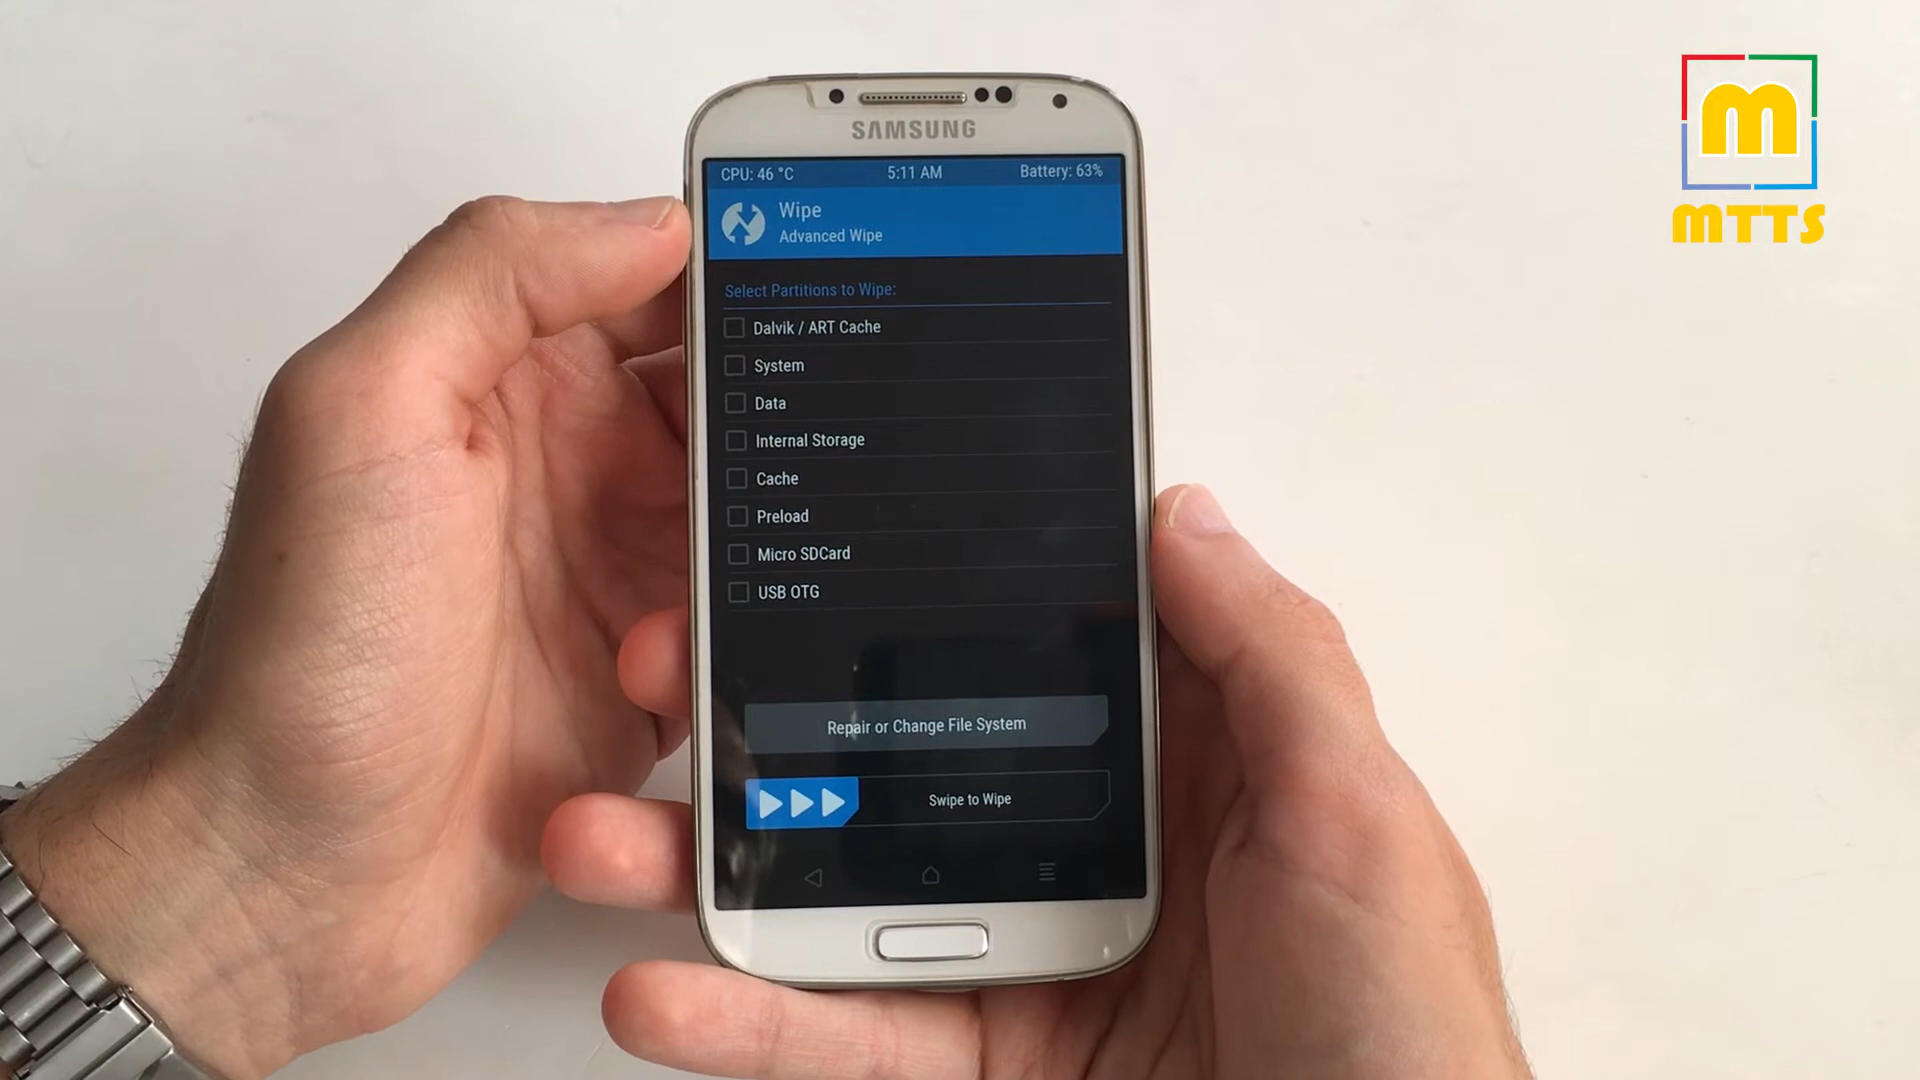 SAMSUNG
CPU: 46 °C 5:11 AM Battery: 63%
Wipe
Advanced Wipe
Select Partitions to Wipe:
Dalvik / ART Cache
System
Data
Internal Storage
Cache
Preload
Micro SDCard
USB OTG
Repair or Change File System
Swipe to Wipe
m
MTTS